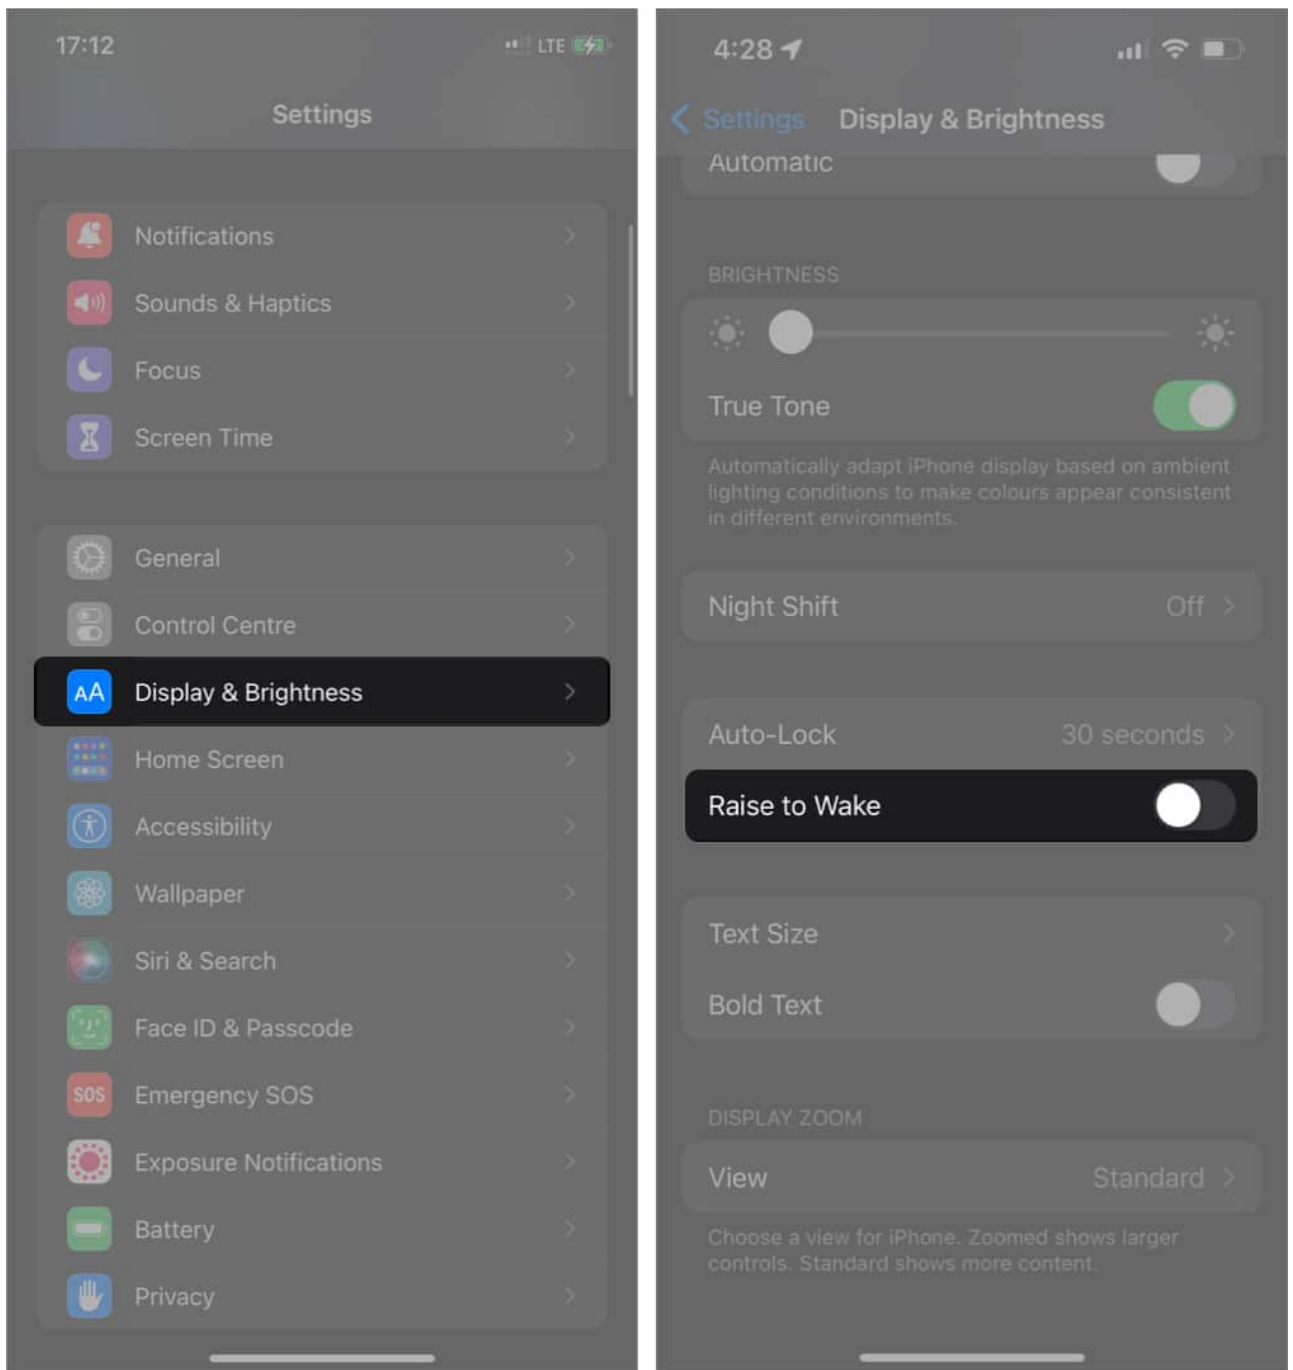 17:12
LTE
Settings
Notifications
Sounds & Haptics
Focus
Screen Time
General
Control Centre
AA Display & Brightness
Home Screen
Accessibility
Wallpaper
Siri & Search
Face ID & Passcode
SOS Emergency SOS
Exposure Notifications
Battery
Privacy
4:28
Settings Display & Brightness
Automatic
BRIGHTNESS
True Tone
Automatically adapt iPhone display based on ambient
lighting conditions to make colours appear consistent
in different environments.
Night Shift Off
Auto-Lock 30 seconds
Raise to Wake
Text Size
Bold Text
DISPLAY ZOOM
View Standard
Choose a view for iPhone. Zoomed shows larger
controls. Standard shows more content.